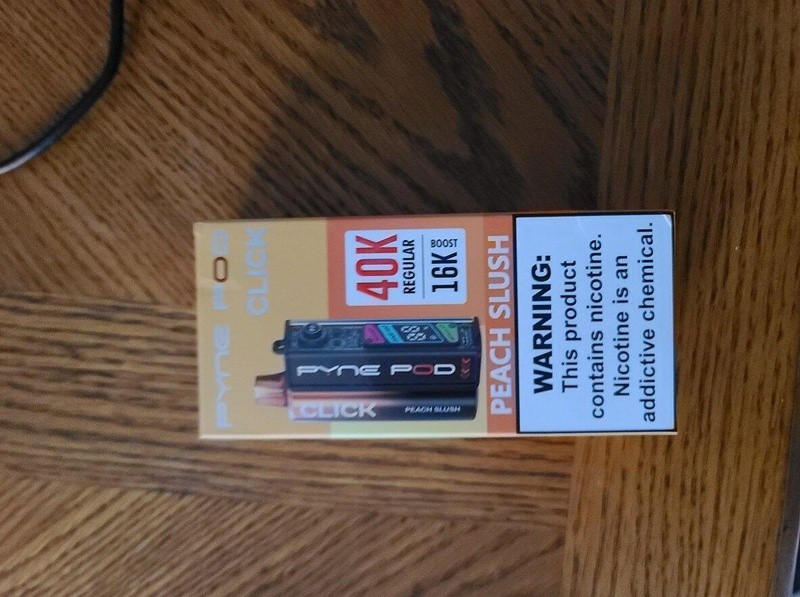 PYNE POD
CLICK
40K
REGULAR
16K BOOST
PYNE POD
CLICK
PEACH SLUSH
PEACH SLUSH
WARNING:
This product
contains nicotine.
Nicotine is an
addictive chemical.